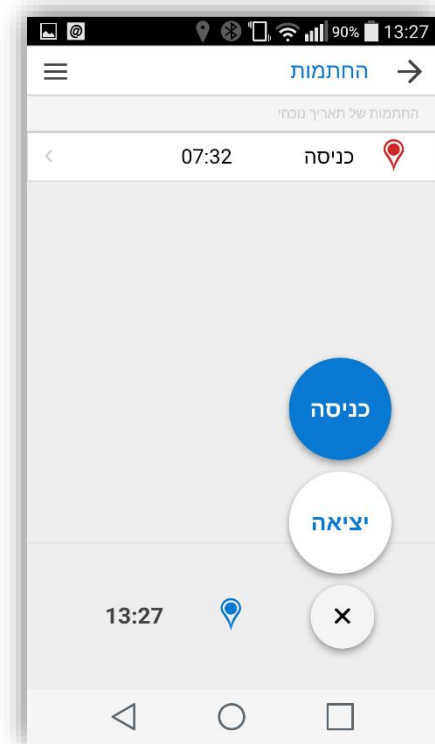 90% 13:27
החתמות
החתמות של תאריך נוכחי
כניסה 07:32
כניסה
יציאה
13:27